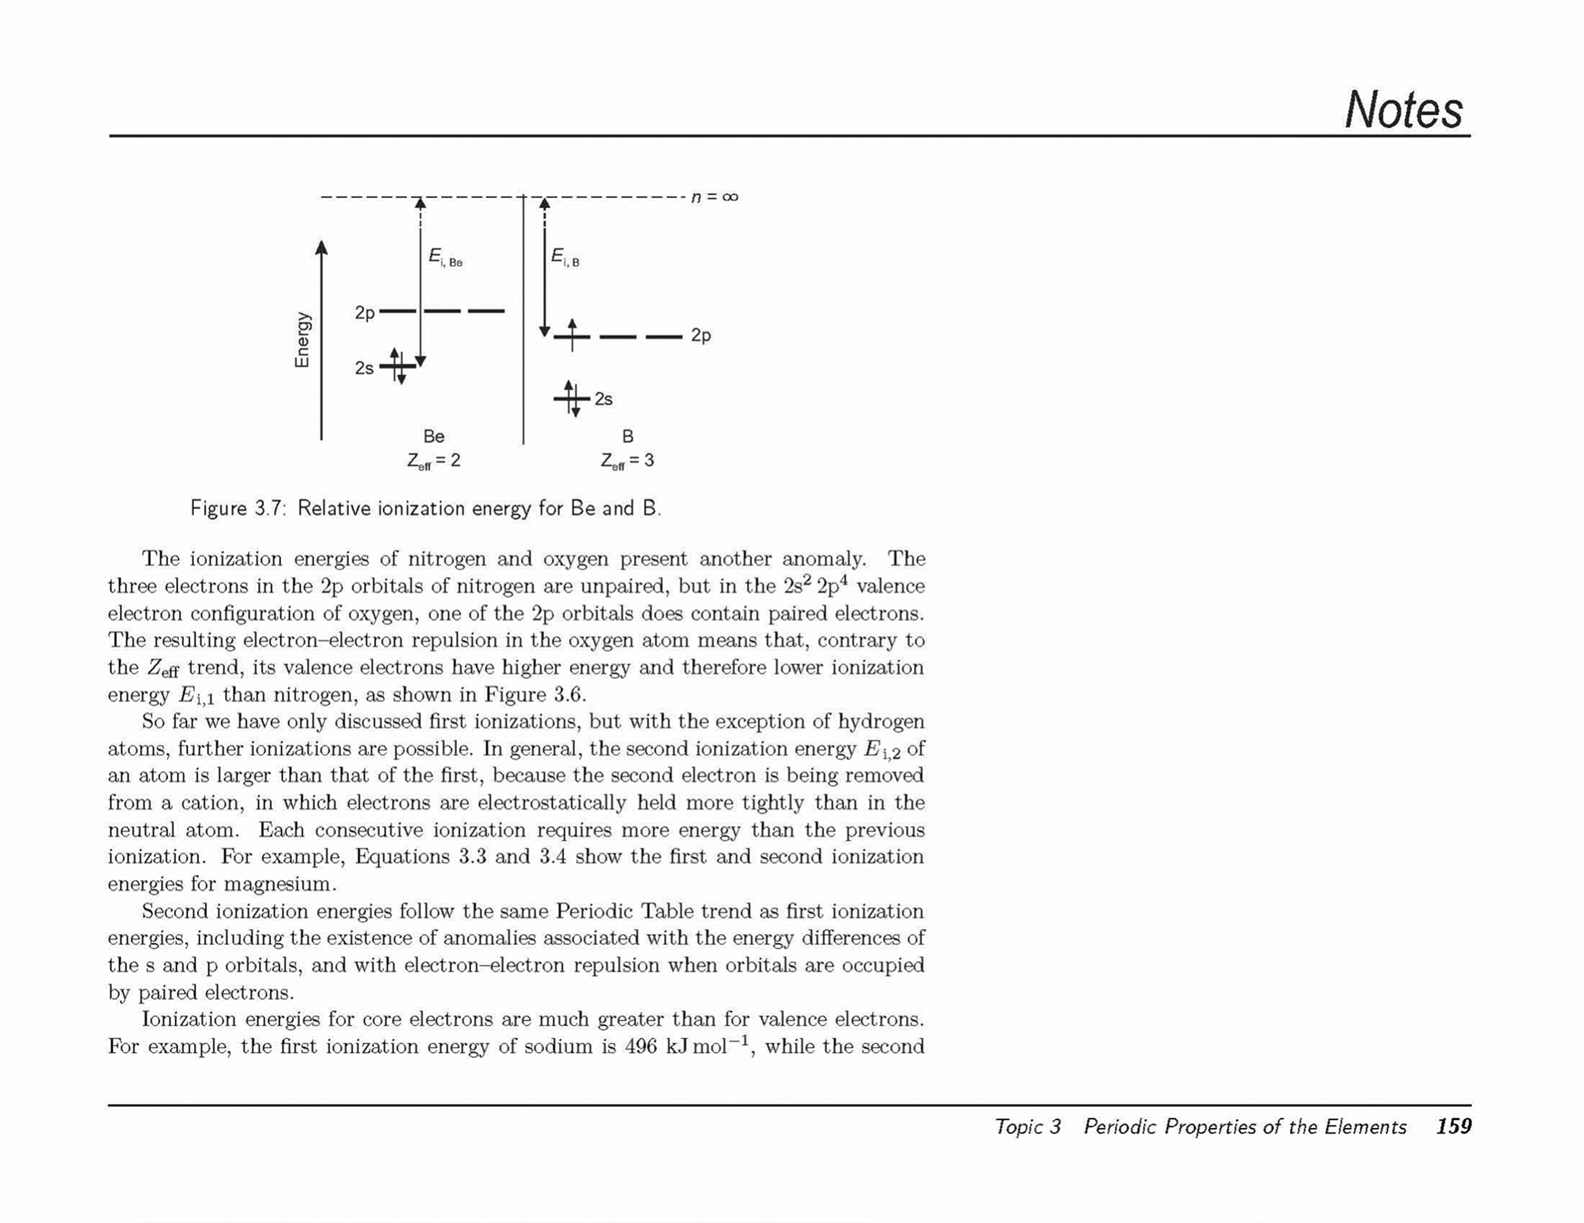 Notes
n = ∞
E i, Be
E i, B
Energy
2p
2p
2s
2s
Be
B
Z eff = 2
Z eff = 3
Figure 3.7: Relative ionization energy for Be and B.
The ionization energies of nitrogen and oxygen present another anomaly. The
three electrons in the 2p orbitals of nitrogen are unpaired, but in the 2s² 2p⁴ valence
electron configuration of oxygen, one of the 2p orbitals does contain paired electrons.
The resulting electron–electron repulsion in the oxygen atom means that, contrary to
the Zeff trend, its valence electrons have higher energy and therefore lower ionization
energy Ei,1 than nitrogen, as shown in Figure 3.6.
So far we have only discussed first ionizations, but with the exception of hydrogen
atoms, further ionizations are possible. In general, the second ionization energy Ei,2 of
an atom is larger than that of the first, because the second electron is being removed
from a cation, in which electrons are electrostatically held more tightly than in the
neutral atom. Each consecutive ionization requires more energy than the previous
ionization. For example, Equations 3.3 and 3.4 show the first and second ionization
energies for magnesium.
Second ionization energies follow the same Periodic Table trend as first ionization
energies, including the existence of anomalies associated with the energy differences of
the s and p orbitals, and with electron–electron repulsion when orbitals are occupied
by paired electrons.
Ionization energies for core electrons are much greater than for valence electrons.
For example, the first ionization energy of sodium is 496 kJ mol⁻¹, while the second
Topic 3 Periodic Properties of the Elements 159